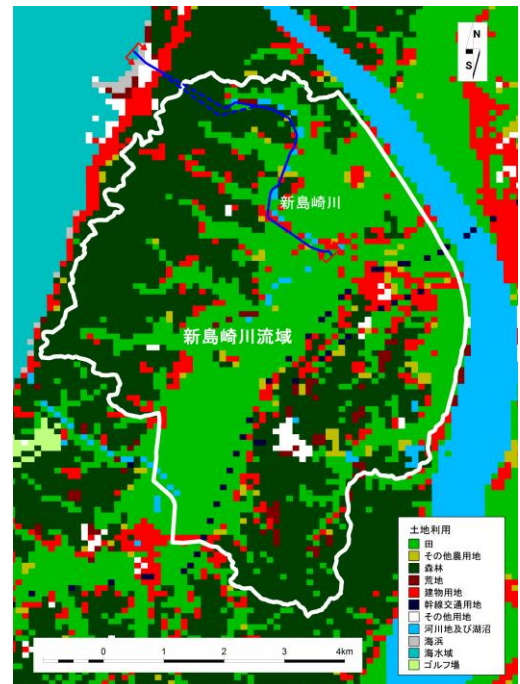 N
S
新島崎川
新島崎川流域
土地利用
田
その他農用地
森林
荒地
建物用地
幹線交通用地
その他用地
河川地及び湖沼
海浜
海水域
ゴルフ場
0 1 2 3 4km